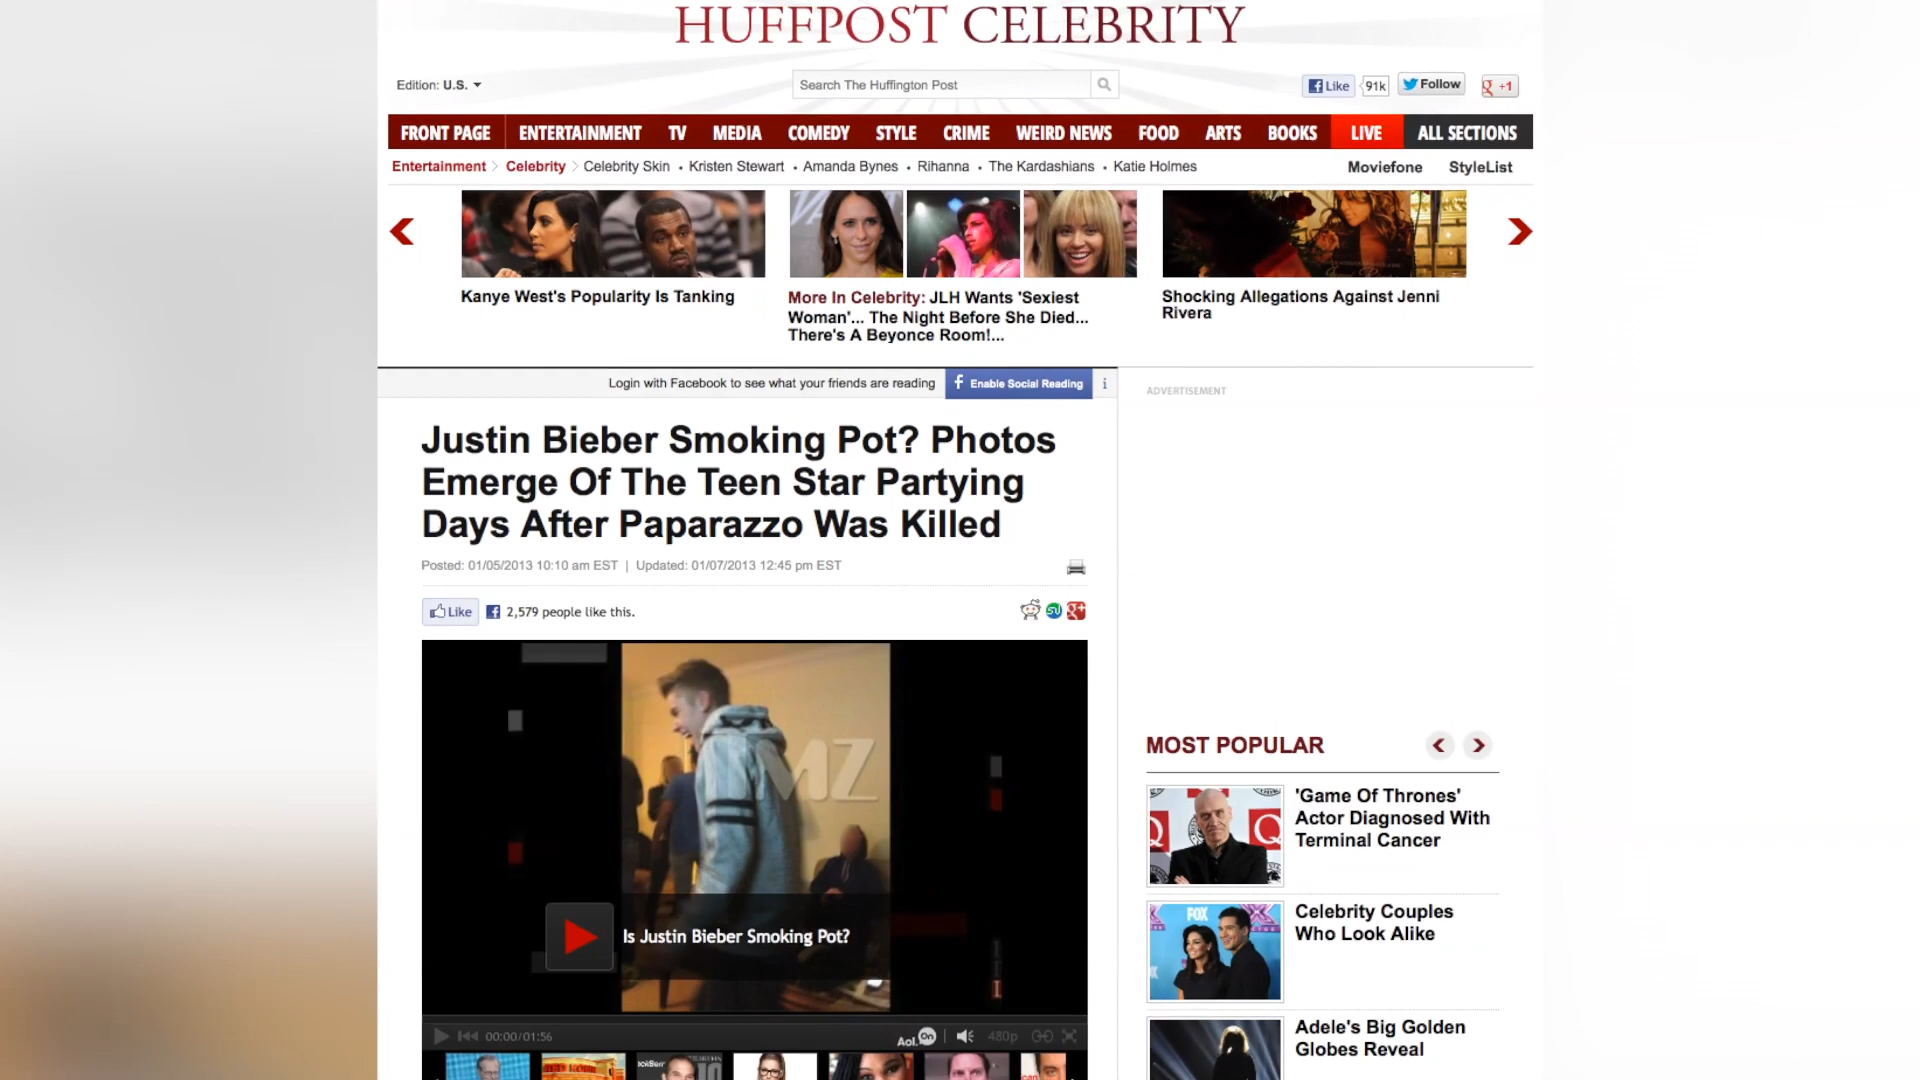 HUFFPOST CELEBRITY
Edition: U.S.
Search The Huffington Post
Like
91k
Follow
+1
FRONT PAGE
ENTERTAINMENT
TV
MEDIA
COMEDY
STYLE
CRIME
WEIRD NEWS
FOOD
ARTS
BOOKS
LIVE
ALL SECTIONS
Entertainment
Celebrity
Celebrity Skin • Kristen Stewart • Amanda Bynes • Rihanna • The Kardashians • Katie Holmes
Moviefone
StyleList
Kanye West's Popularity Is Tanking
More In Celebrity: JLH Wants 'Sexiest
Woman'... The Night Before She Died...
There's A Beyonce Room!...
Shocking Allegations Against Jenni
Rivera
Login with Facebook to see what your friends are reading
Enable Social Reading
i
ADVERTISEMENT
Justin Bieber Smoking Pot? Photos
Emerge Of The Teen Star Partying
Days After Paparazzo Was Killed
Posted: 01/05/2013 10:10 am EST | Updated: 01/07/2013 12:45 pm EST
Like
2,579 people like this.
MZ
Is Justin Bieber Smoking Pot?
00:00/01:56
Aol.
On
480p
MOST POPULAR
Q
Q
'Game Of Thrones'
Actor Diagnosed With
Terminal Cancer
FOX
Celebrity Couples
Who Look Alike
Adele's Big Golden
Globes Reveal